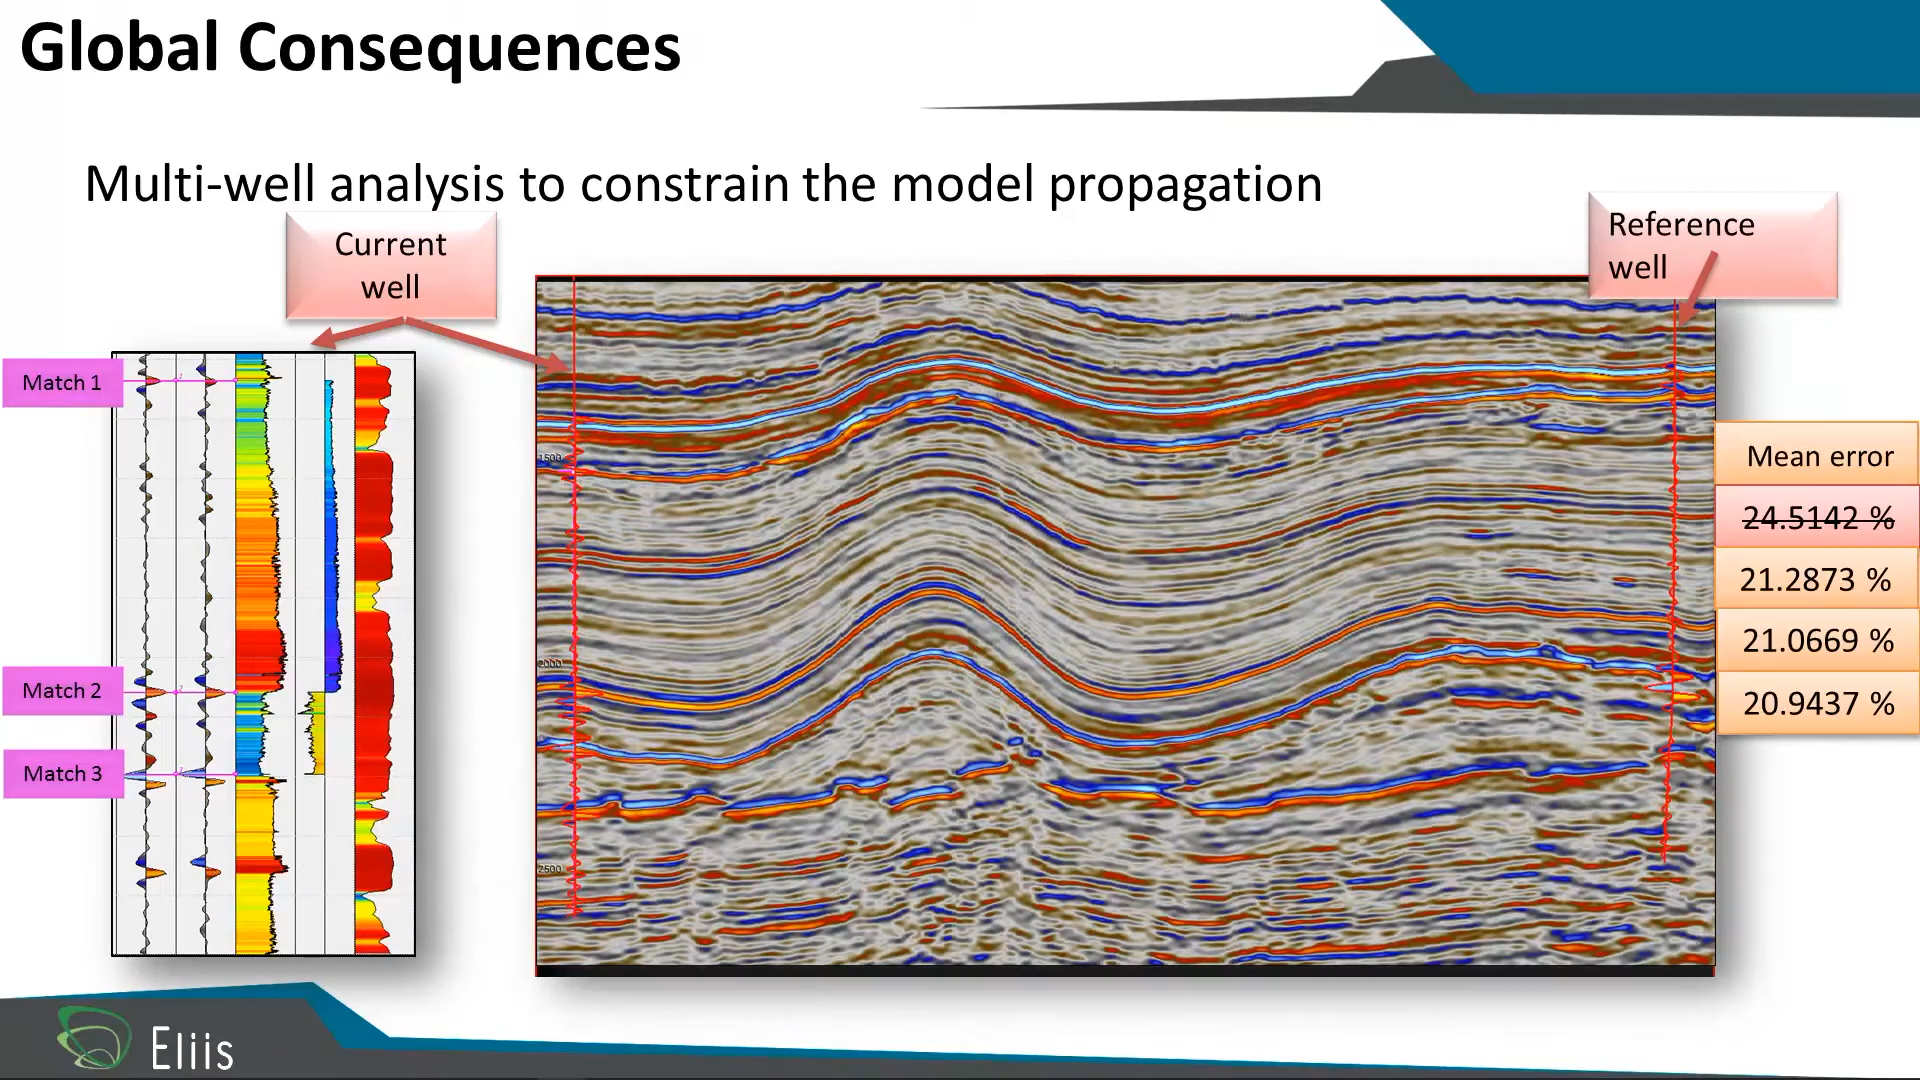 Global Consequences
Multi-well analysis to constrain the model propagation
Current
well
Reference
well
Match 1
Match 2
Match 3
1500
2000
2500
Mean error
24.5142 %
21.2873 %
21.0669 %
20.9437 %
Eliis